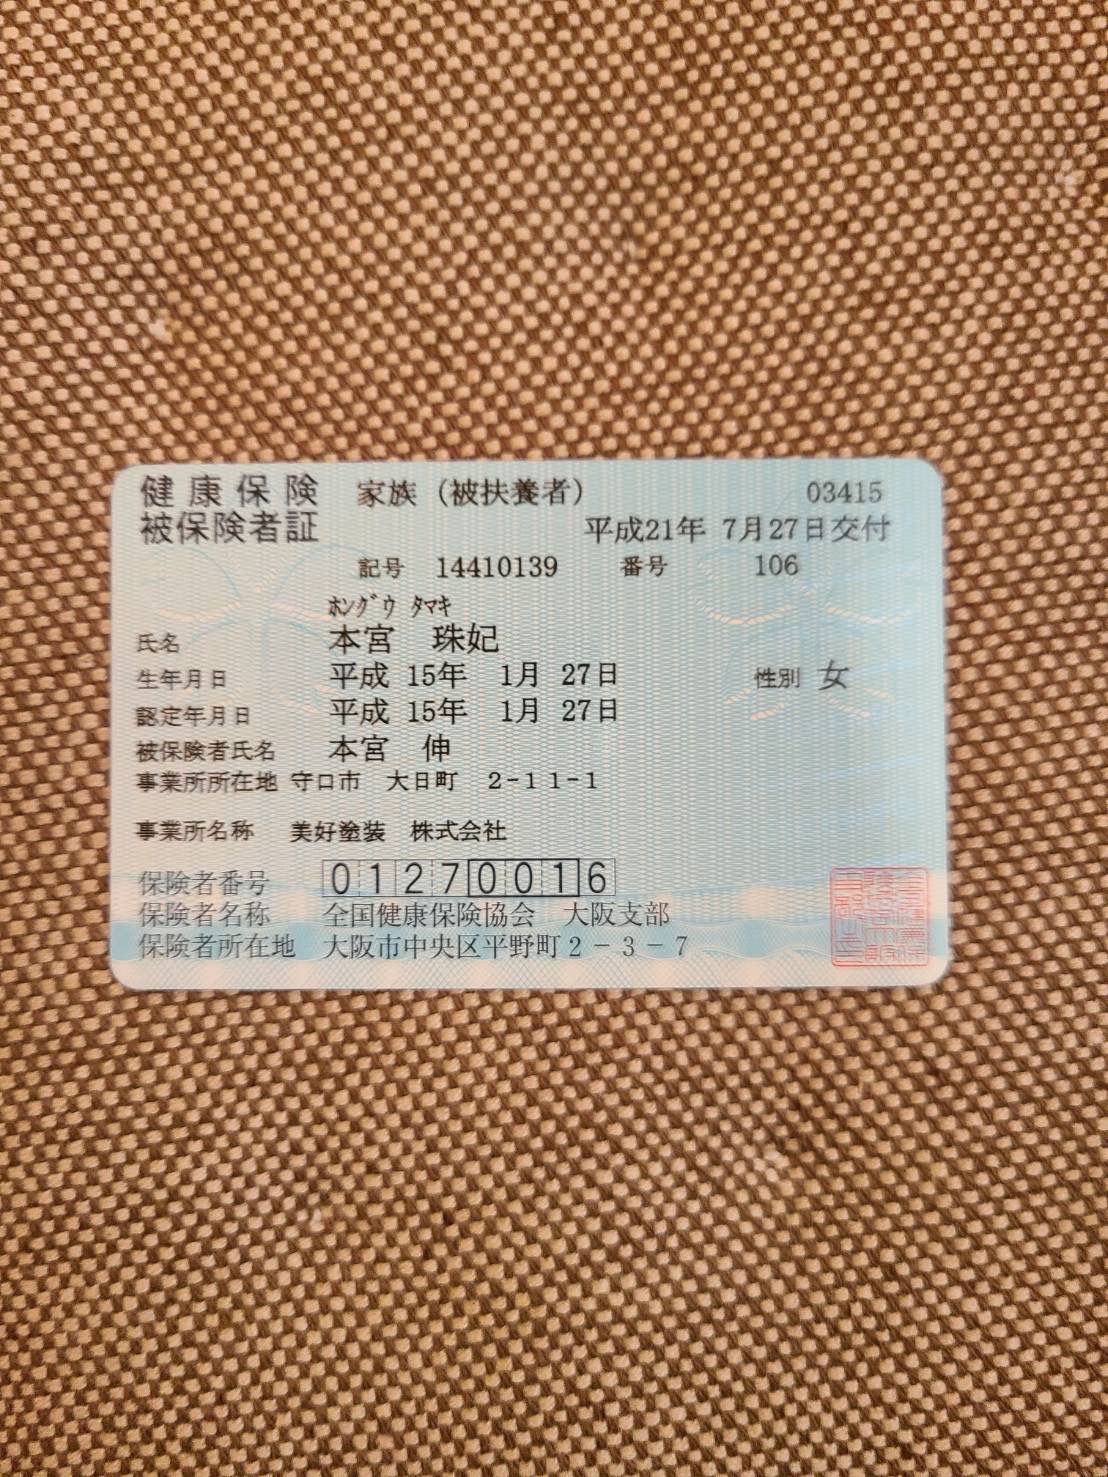 健康保険 家族（被扶養者） 03415
被保険者証 平成21年 7月27日交付
記号 14410139 番号 106
ﾎﾝｸﾞｳ ﾀﾏｷ
氏名 本宮 珠妃
生年月日 平成 15年 1月 27日 性別 女
認定年月日 平成 15年 1月 27日
被保険者氏名 本宮 伸
事業所所在地 守口市 大日町 2-11-1
事業所名称 美好塗装 株式会社
保険者番号 01270016
保険者名称 全国健康保険協会 大阪支部
保険者所在地 大阪市中央区平野町2-3-7